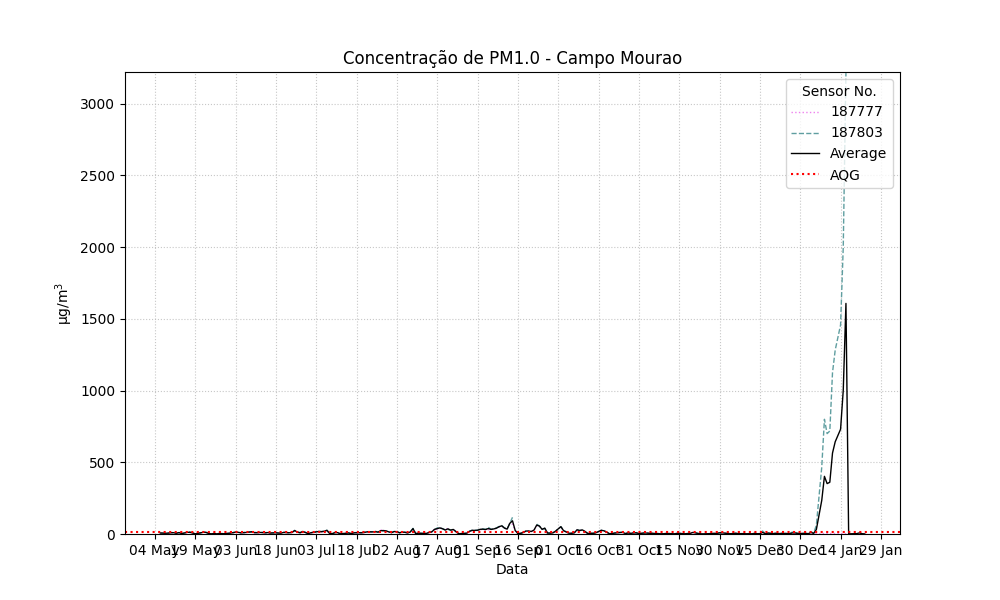 Concentração de PM1.0 - Campo Mourao
Sensor No.
187777
187803
Average
AQG
3000
2500
2000
1500
1000
500
0
µg/m³
04 May 19 May 03 Jun 18 Jun 03 Jul 18 Jul 02 Aug 17 Aug 01 Sep 16 Sep 01 Oct 16 Oct 31 Oct 15 Nov 30 Nov 15 Dec 30 Dec 14 Jan 29 Jan
Data